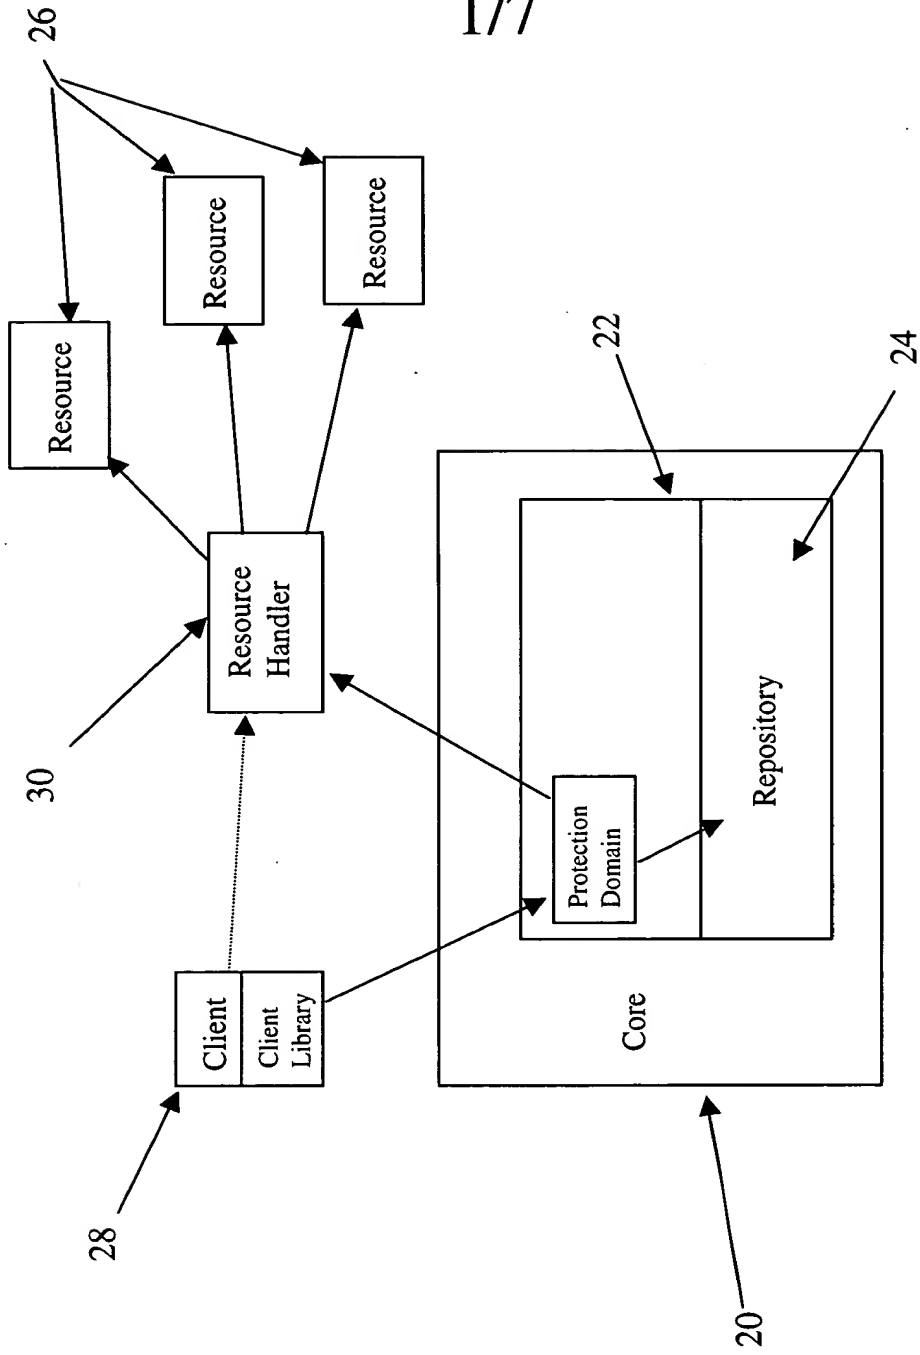 1/7
26
Resource
Resource
Resource
30
Resource
Handler
22
24
28
Client
Client
Library
Protection
Domain
Repository
Core
20